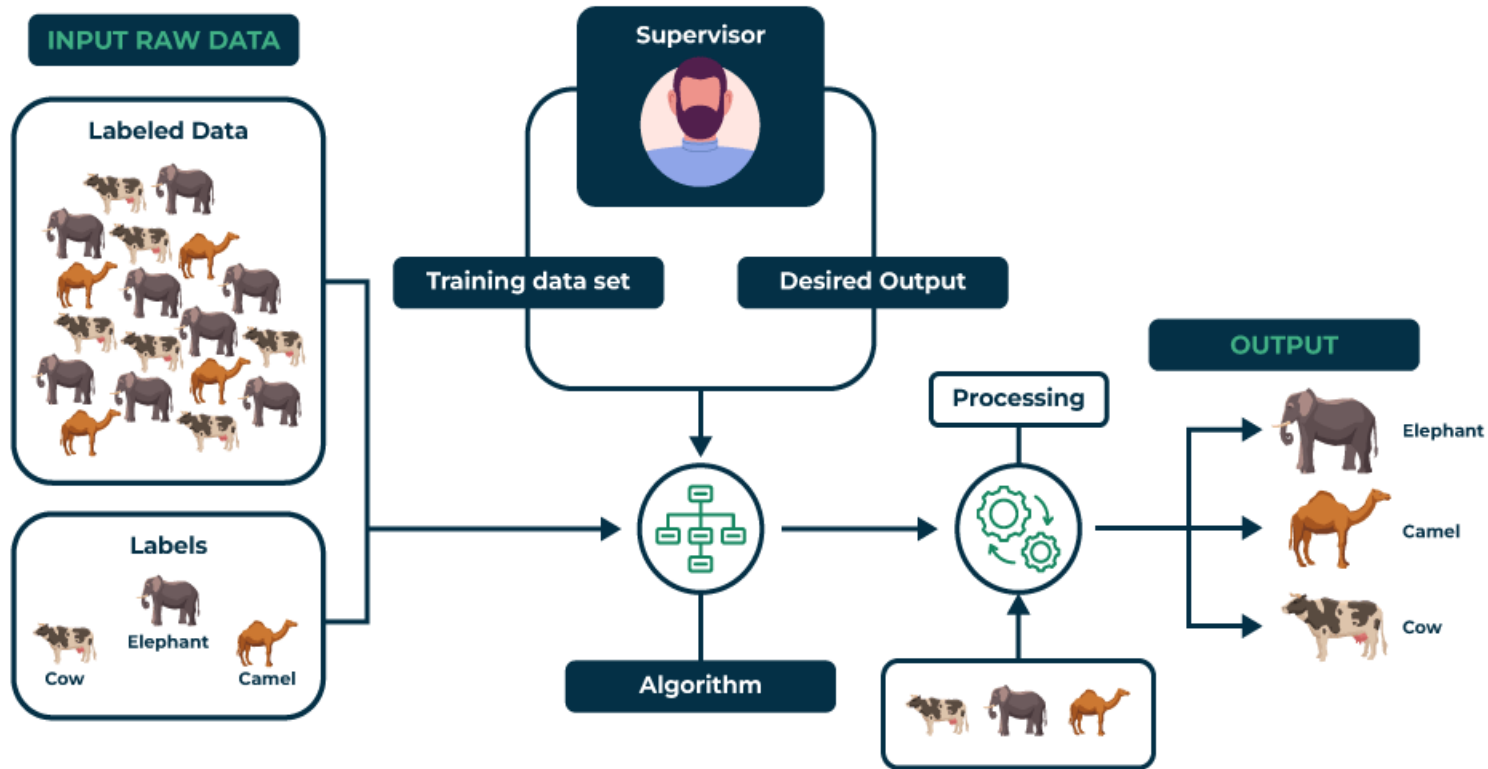 INPUT RAW DATA
Labeled Data
Labels
Cow
Elephant
Camel
Supervisor
Training data set
Desired Output
Algorithm
Processing
OUTPUT
Elephant
Camel
Cow